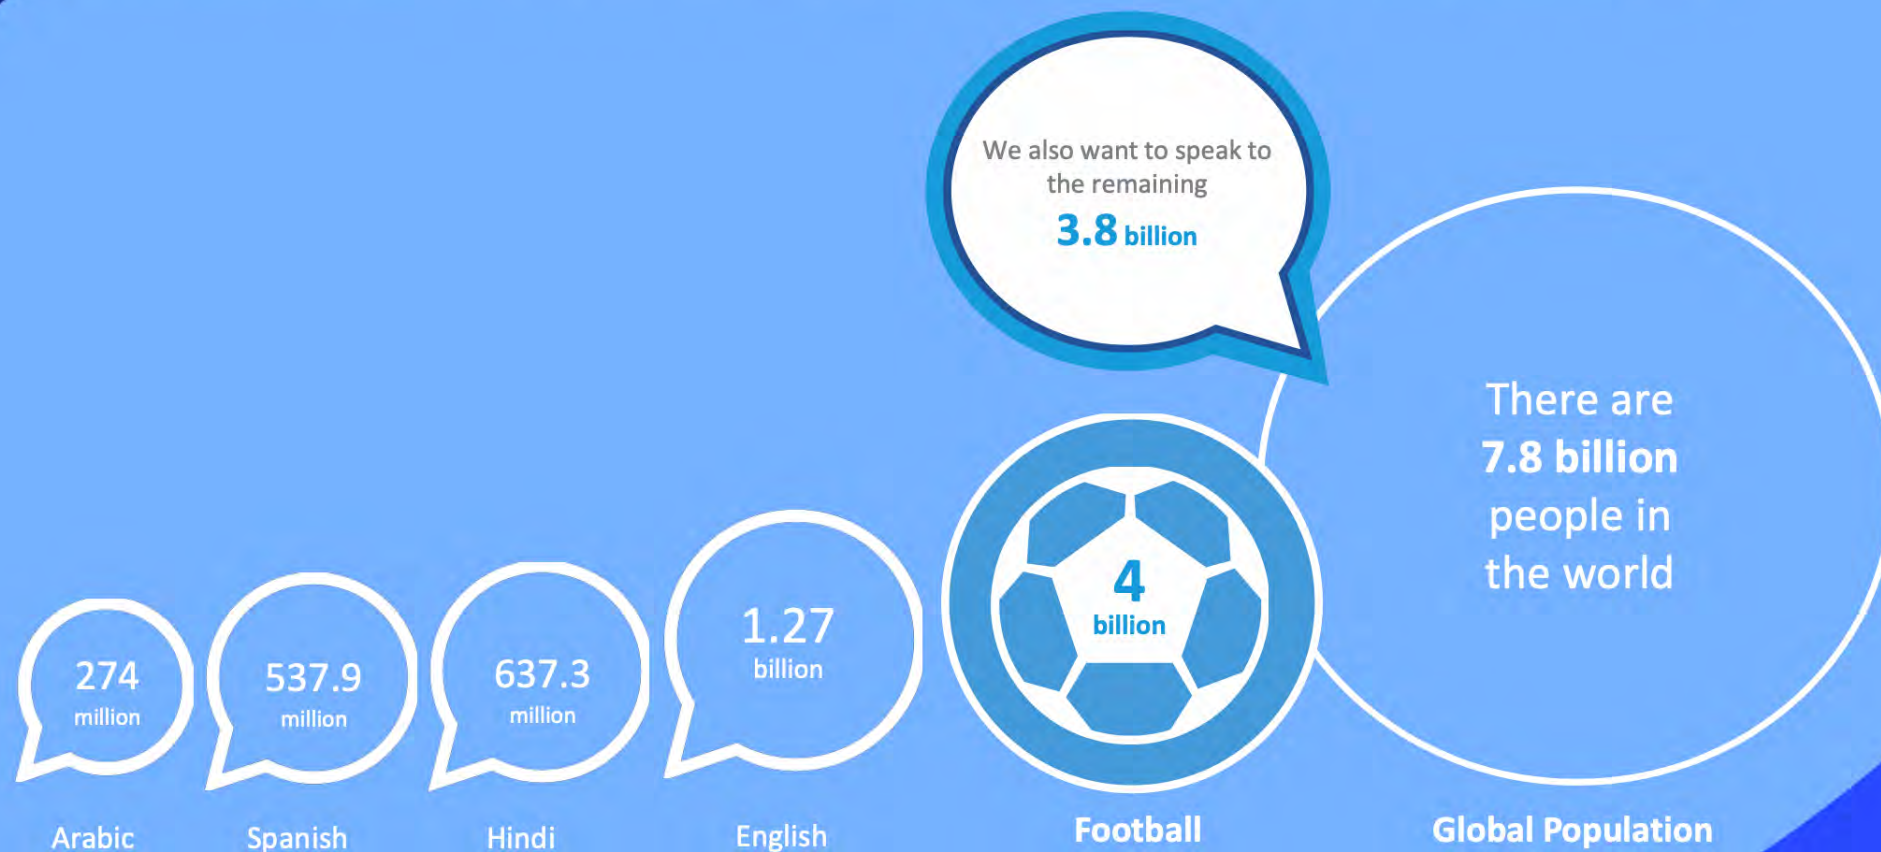 We also want to speak to
the remaining
3.8 billion
There are
7.8 billion
people in
the world
4
billion
1.27
billion
637.3
million
537.9
million
274
million
Arabic
Spanish
Hindi
English
Football
Global Population